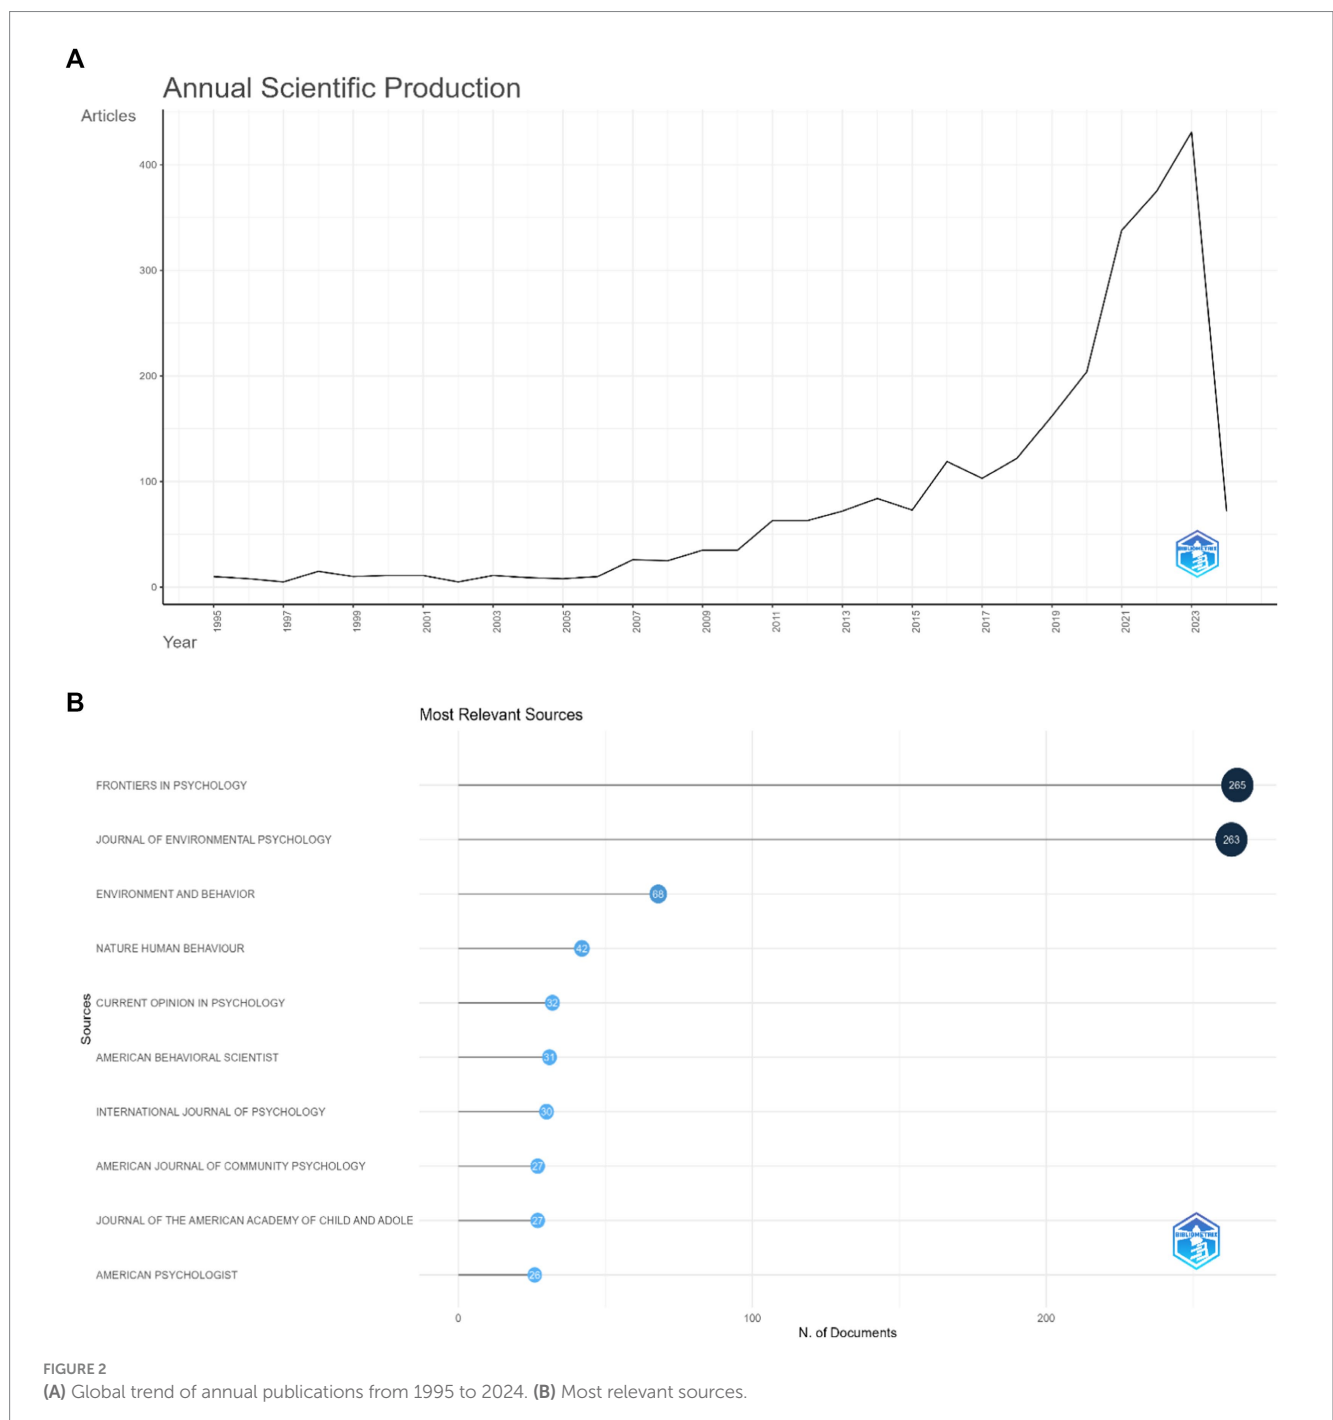 A
Annual Scientific Production
Articles
400
300
200
100
0
1995 1997 1999 2001 2003 2005 2007 2009 2011 2013 2015 2017 2019 2021 2023
Year
BIBLIOMETRIX
B
Most Relevant Sources
FRONTIERS IN PSYCHOLOGY 265
JOURNAL OF ENVIRONMENTAL PSYCHOLOGY 263
ENVIRONMENT AND BEHAVIOR 68
NATURE HUMAN BEHAVIOUR 42
Sources
CURRENT OPINION IN PSYCHOLOGY 32
AMERICAN BEHAVIORAL SCIENTIST 31
INTERNATIONAL JOURNAL OF PSYCHOLOGY 30
AMERICAN JOURNAL OF COMMUNITY PSYCHOLOGY 27
JOURNAL OF THE AMERICAN ACADEMY OF CHILD AND ADOLE 27
BIBLIOMETRIX
AMERICAN PSYCHOLOGIST 26
0 100 200
N. of Documents
FIGURE 2
(A) Global trend of annual publications from 1995 to 2024. (B) Most relevant sources.